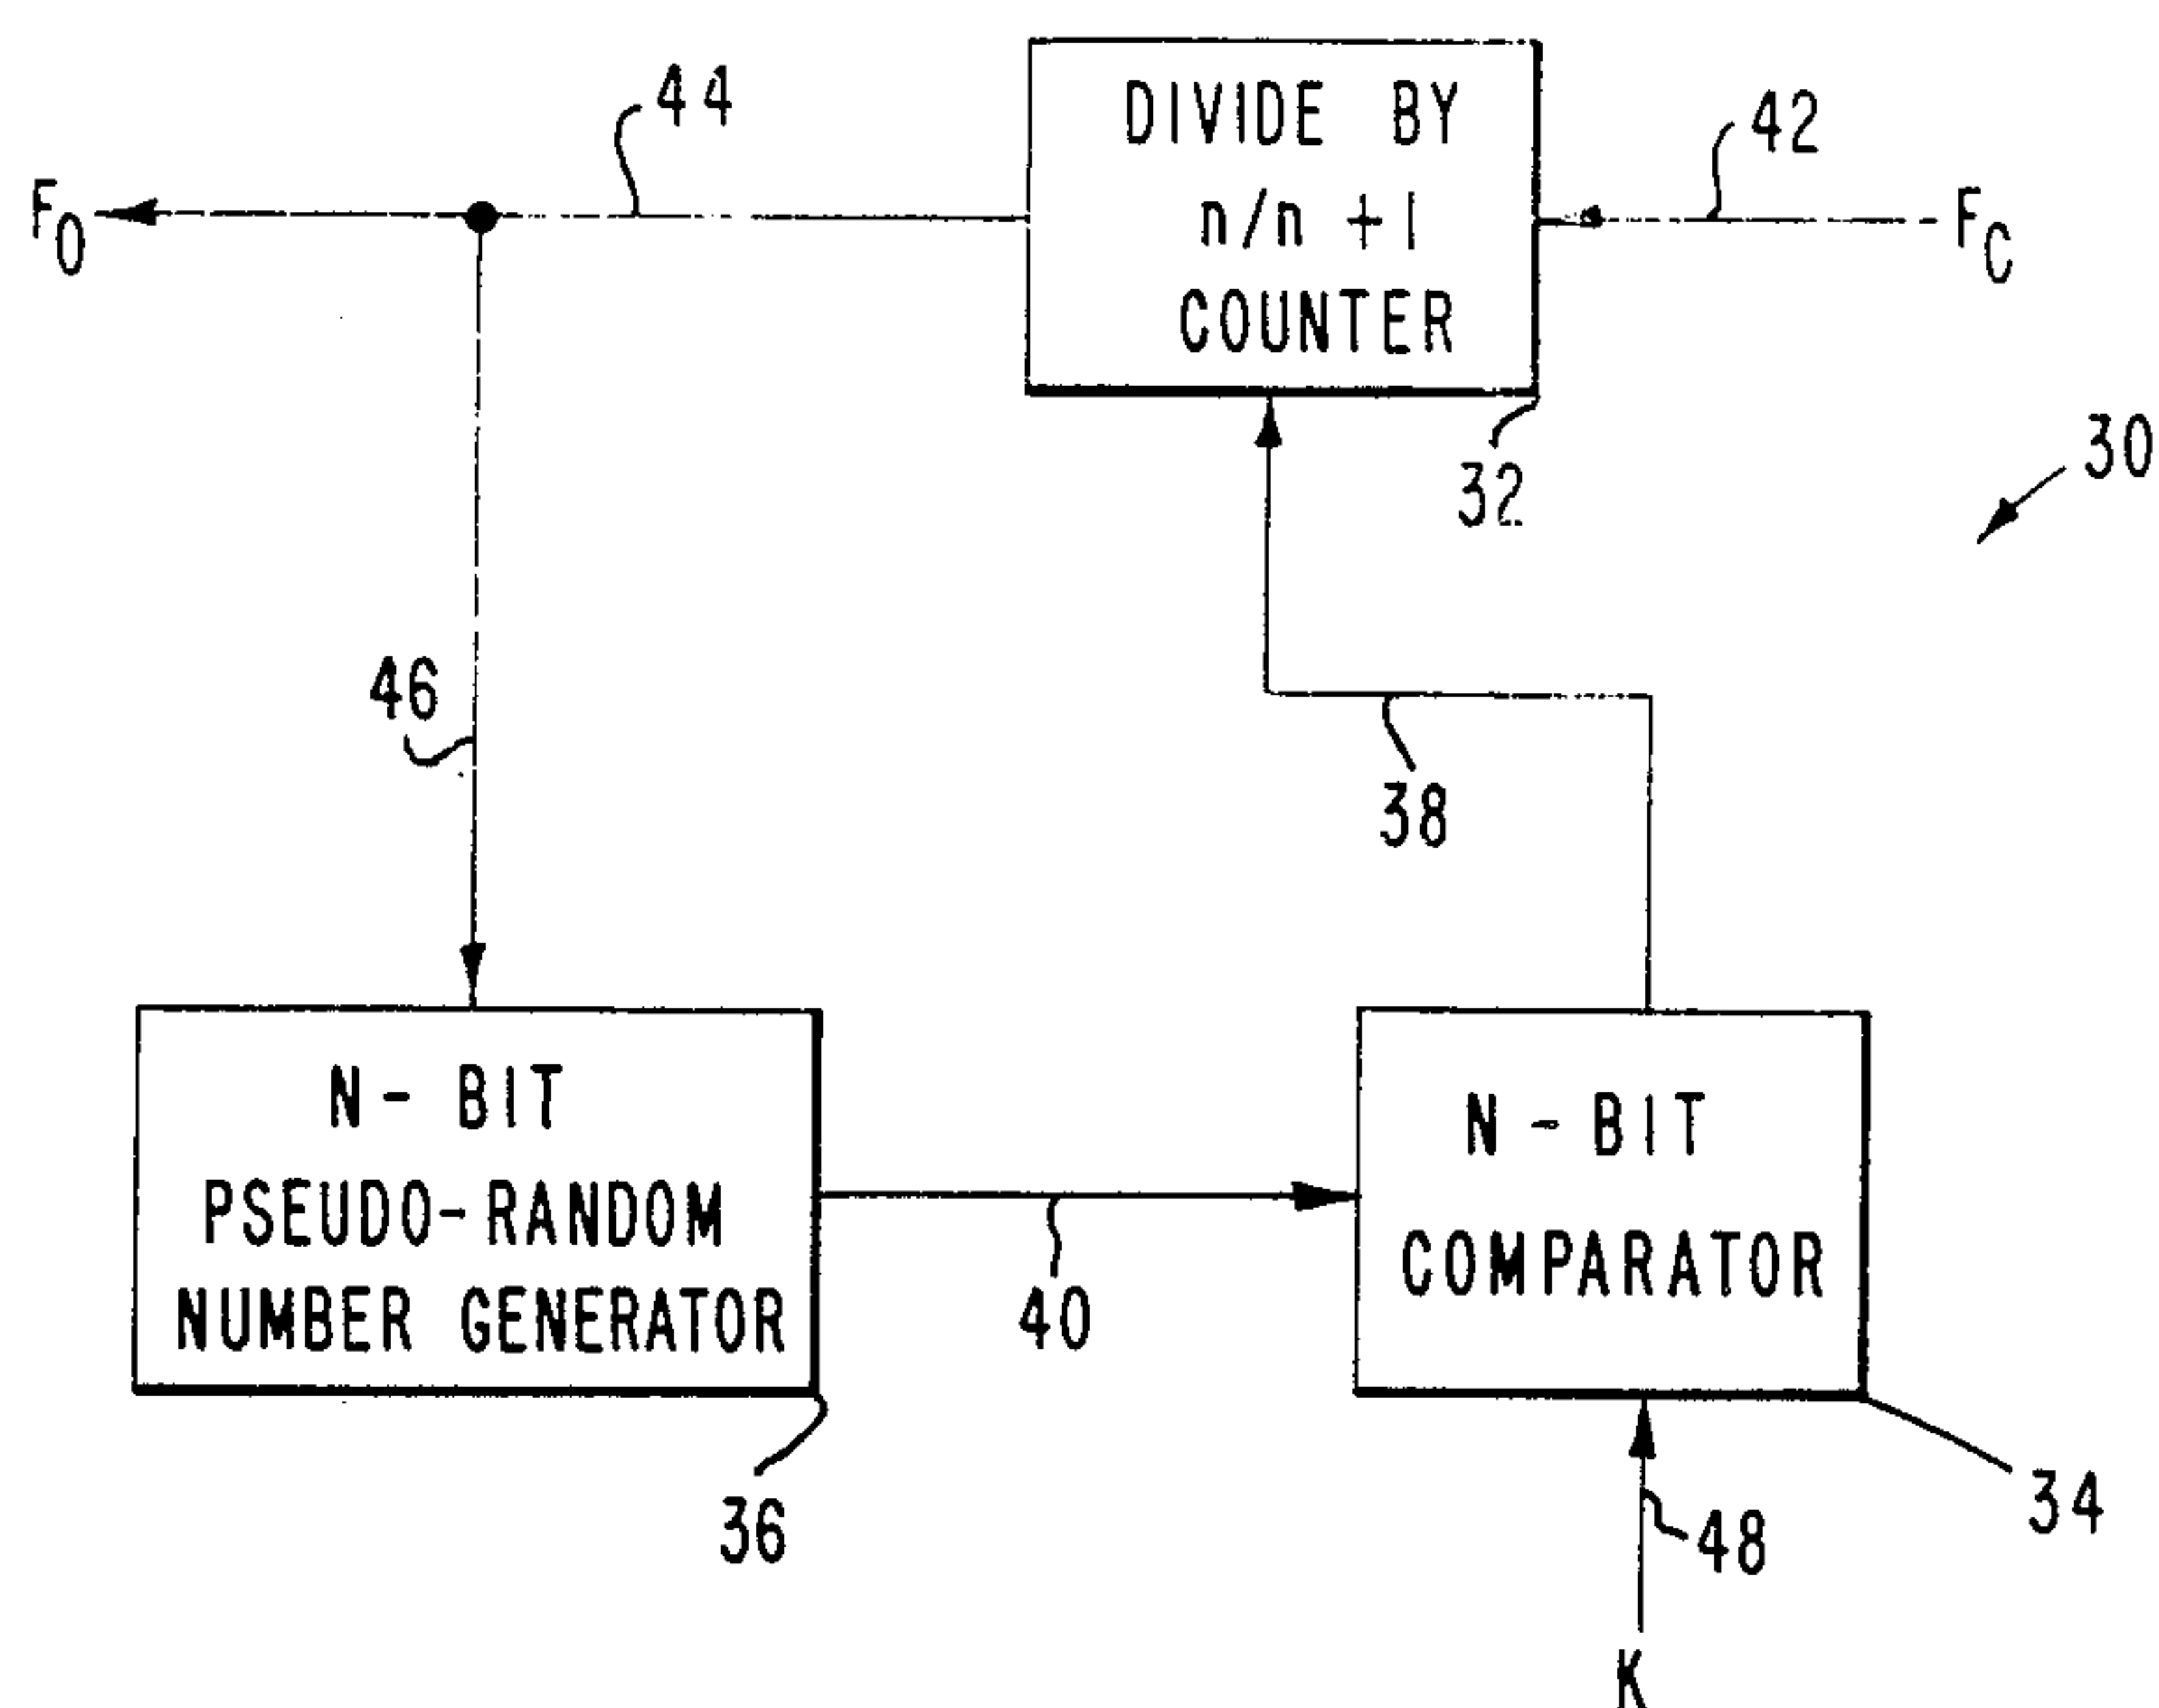 44
DIVIDE BY
n/n + 1
COUNTER
42
F0
FC
32
30
46
38
N - BIT
PSEUDO-RANDOM
NUMBER GENERATOR
N - BIT
COMPARATOR
40
36
48
34
K